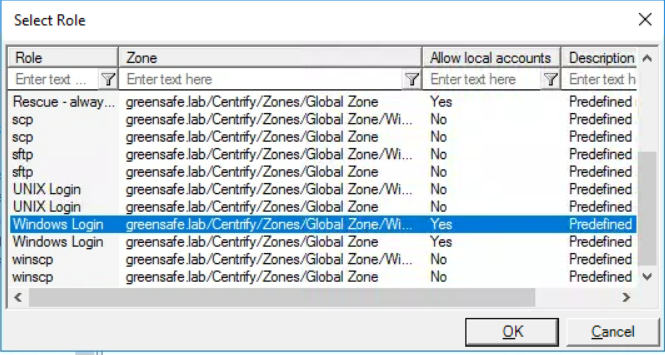 Select Role
Role Zone Allow local accounts Description
Enter text ... Enter text here Enter text here Enter text h
Rescue - alway... greensafe.lab/Centrify/Zones/Global Zone Yes Predefined
scp greensafe.lab/Centrify/Zones/Global Zone/Wi... No Predefined
scp greensafe.lab/Centrify/Zones/Global Zone No Predefined
sftp greensafe.lab/Centrify/Zones/Global Zone/Wi... No Predefined
sftp greensafe.lab/Centrify/Zones/Global Zone No Predefined
UNIX Login greensafe.lab/Centrify/Zones/Global Zone/Wi... No Predefined
UNIX Login greensafe.lab/Centrify/Zones/Global Zone No Predefined
Windows Login greensafe.lab/Centrify/Zones/Global Zone/Wi... Yes Predefined
Windows Login greensafe.lab/Centrify/Zones/Global Zone Yes Predefined
winscp greensafe.lab/Centrify/Zones/Global Zone/Wi... No Predefined
winscp greensafe.lab/Centrify/Zones/Global Zone No Predefined
OK Cancel